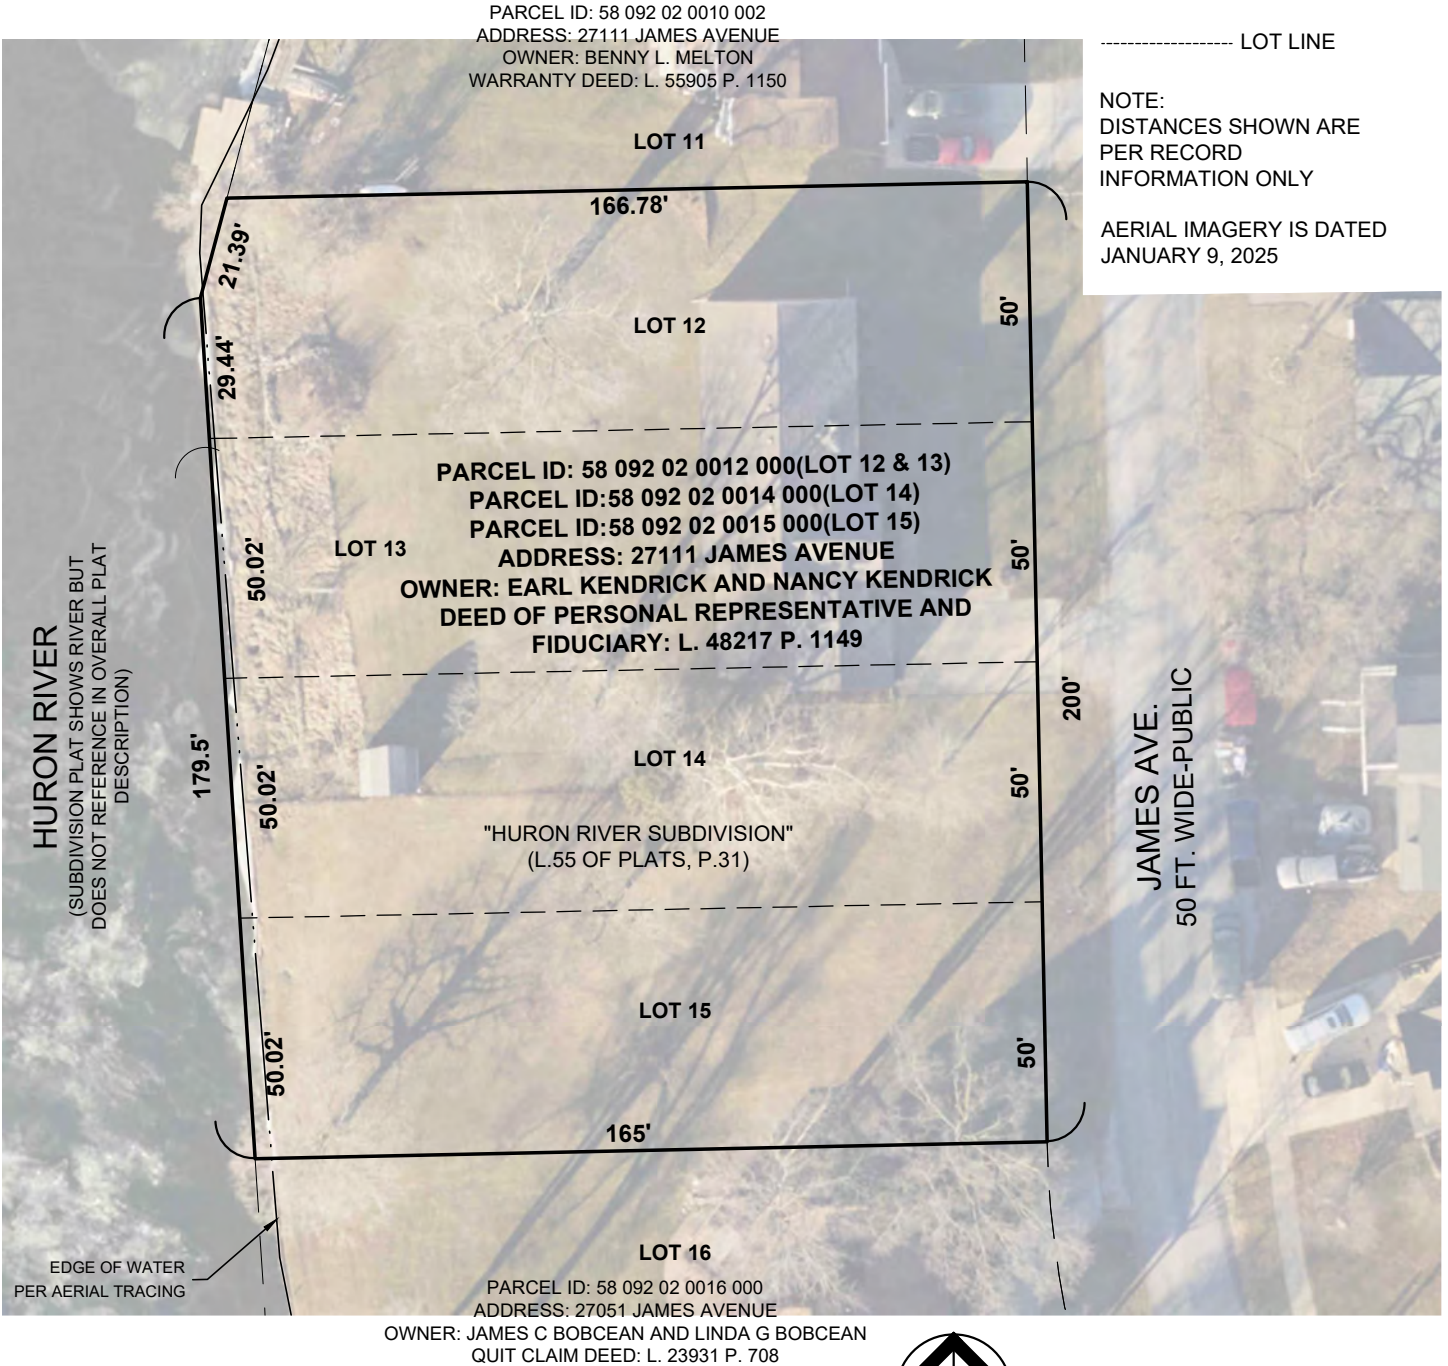 PARCEL ID: 58 092 02 0010 002
ADDRESS: 27111 JAMES AVENUE
OWNER: BENNY L. MELTON
WARRANTY DEED: L. 55905 P. 1150
LOT LINE
NOTE:
DISTANCES SHOWN ARE
PER RECORD
INFORMATION ONLY
AERIAL IMAGERY IS DATED
JANUARY 9, 2025
LOT 11
166.78'
21.39'
29.44'
LOT 12
50'
PARCEL ID: 58 092 02 0012 000(LOT 12 & 13)
PARCEL ID:58 092 02 0014 000(LOT 14)
PARCEL ID:58 092 02 0015 000(LOT 15)
ADDRESS: 27111 JAMES AVENUE
OWNER: EARL KENDRICK AND NANCY KENDRICK
DEED OF PERSONAL REPRESENTATIVE AND
FIDUCIARY: L. 48217 P. 1149
50.02'
LOT 13
50'
HURON RIVER
(SUBDIVISION PLAT SHOWS RIVER BUT
DOES NOT REFERENCE IN OVERALL PLAT
DESCRIPTION)
179.5'
50.02'
LOT 14
50'
200'
JAMES AVE.
50 FT. WIDE-PUBLIC
"HURON RIVER SUBDIVISION"
(L.55 OF PLATS, P.31)
50.02'
LOT 15
50'
165'
EDGE OF WATER
PER AERIAL TRACING
LOT 16
PARCEL ID: 58 092 02 0016 000
ADDRESS: 27051 JAMES AVENUE
OWNER: JAMES C BOBCEAN AND LINDA G BOBCEAN
QUIT CLAIM DEED: L. 23931 P. 708